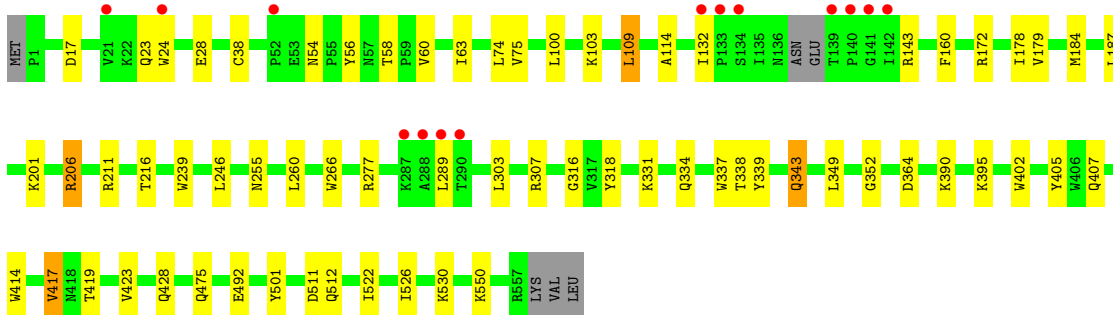 MET P1 D17 V21 K22 Q23 W24 E28 C38 P52 E53 N54 P55 Y56 N57 T58 P59 V60 I63 L74 V75 L100 K103 L109 A114 I132 P133 S134 I135 N136 ASN GLU T139 P140 G141 I142 R143 F160 R172 I178 V179 M184 L187
K201 R206 R211 T216 W239 L246 N255 L260 W266 R277 K287 A288 L289 T290 L303 R307 G316 V317 Y318 K331 Q334 W337 T338 Y339 Q343 L349 G352 D364 K390 K395 W402 Y405 W406 Q407
W414 V417 N418 T419 V423 Q428 Q475 E492 Y501 D511 Q512 I522 I526 K530 K550 R557 LYS VAL LEU